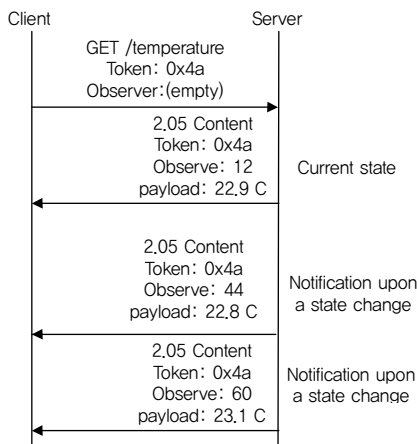 Client
Server
GET /temperature
Token: 0x4a
Observer:(empty)
2.05 Content
Token: 0x4a
Observe: 12
payload: 22.9 C
Current state
2.05 Content
Token: 0x4a
Observe: 44
payload: 22.8 C
Notification upon
a state change
2.05 Content
Token: 0x4a
Observe: 60
payload: 23.1 C
Notification upon
a state change